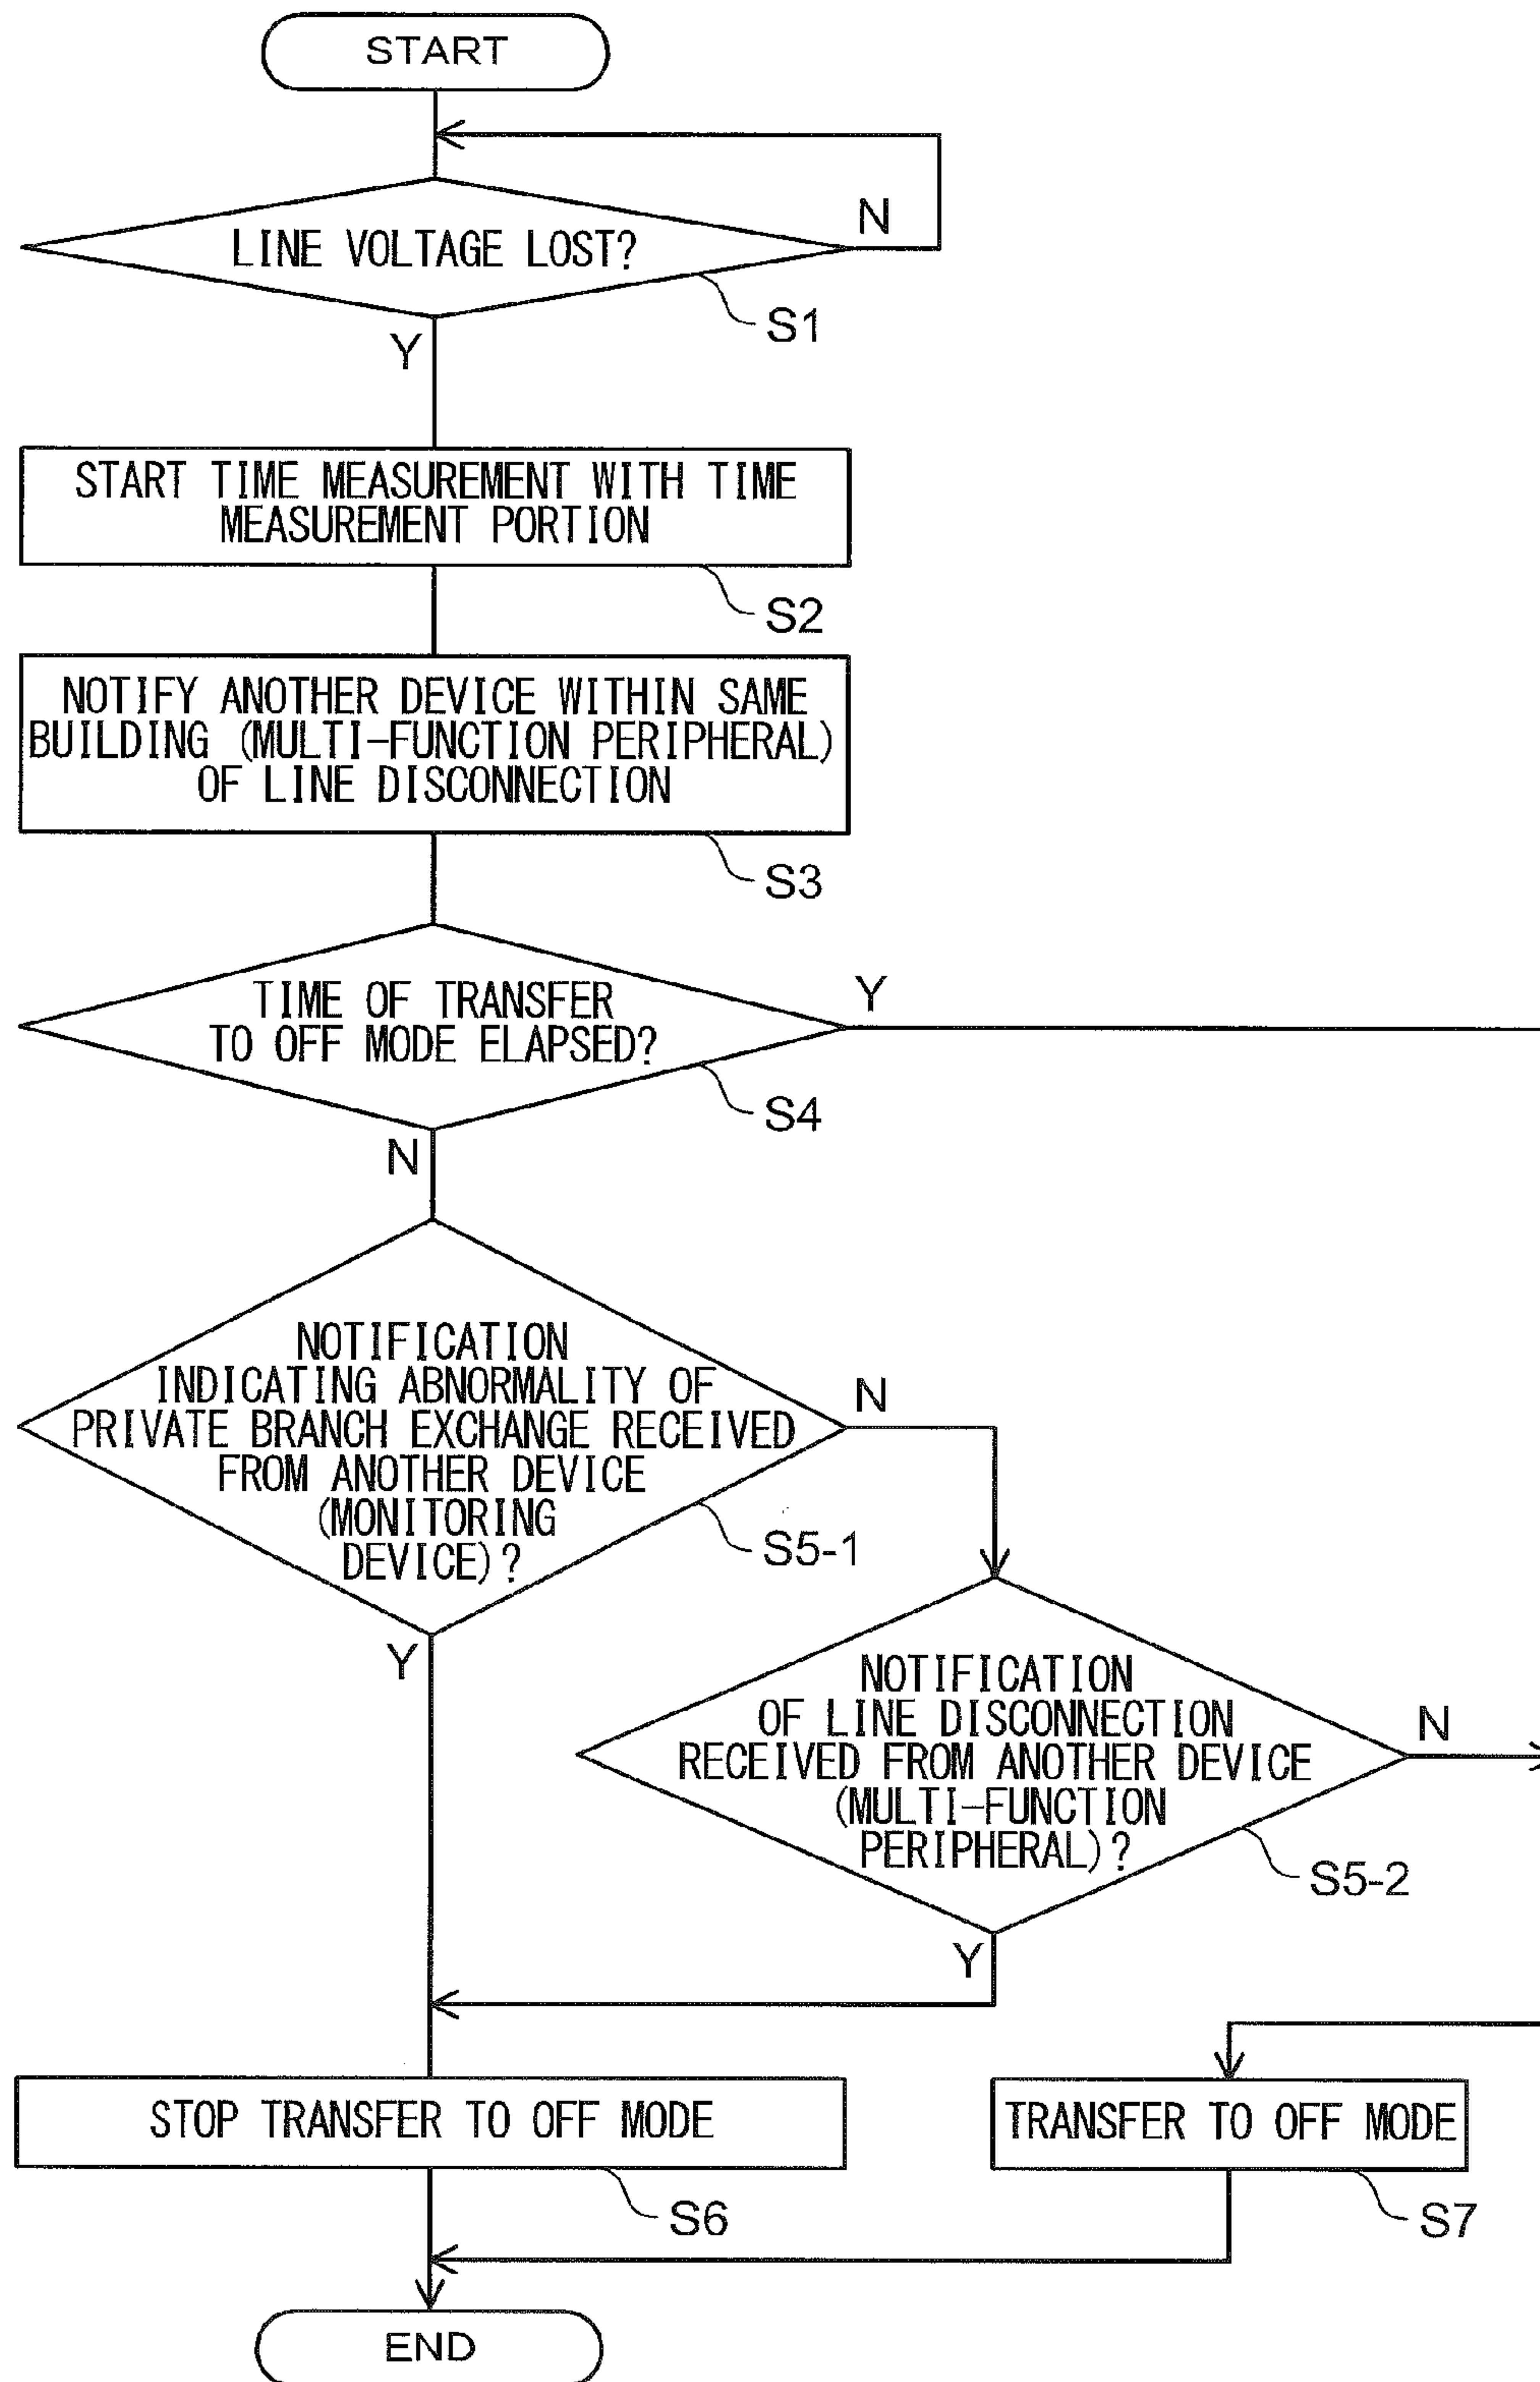 START
LINE VOLTAGE LOST?
N
S1
Y
START TIME MEASUREMENT WITH TIME
MEASUREMENT PORTION
S2
NOTIFY ANOTHER DEVICE WITHIN SAME
BUILDING (MULTI-FUNCTION PERIPHERAL)
OF LINE DISCONNECTION
S3
TIME OF TRANSFER
TO OFF MODE ELAPSED?
Y
S4
N
NOTIFICATION
INDICATING ABNORMALITY OF
PRIVATE BRANCH EXCHANGE RECEIVED
FROM ANOTHER DEVICE
(MONITORING
DEVICE)?
N
S5-1
Y
NOTIFICATION
OF LINE DISCONNECTION
RECEIVED FROM ANOTHER DEVICE
(MULTI-FUNCTION
PERIPHERAL)?
N
S5-2
Y
STOP TRANSFER TO OFF MODE
S6
TRANSFER TO OFF MODE
S7
END